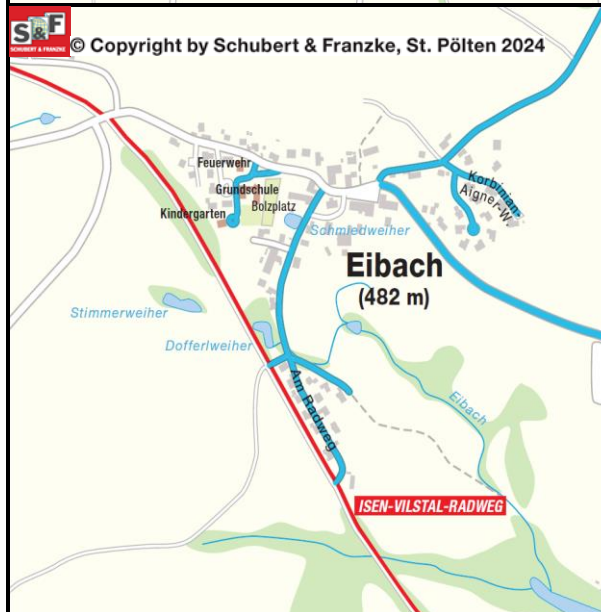 S&F
SCHUBERT & FRANZKE
© Copyright by Schubert & Franzke, St. Pölten 2024
Feuerwehr
Grundschule
Bolzplatz
Kindergarten
Korbinian-
Aigner-W.
Schmiedweiher
Eibach
(482 m)
Stimmerweiher
Dofferlweiher
Am Radweg
Eibach
ISEN-VILSTAL-RADWEG